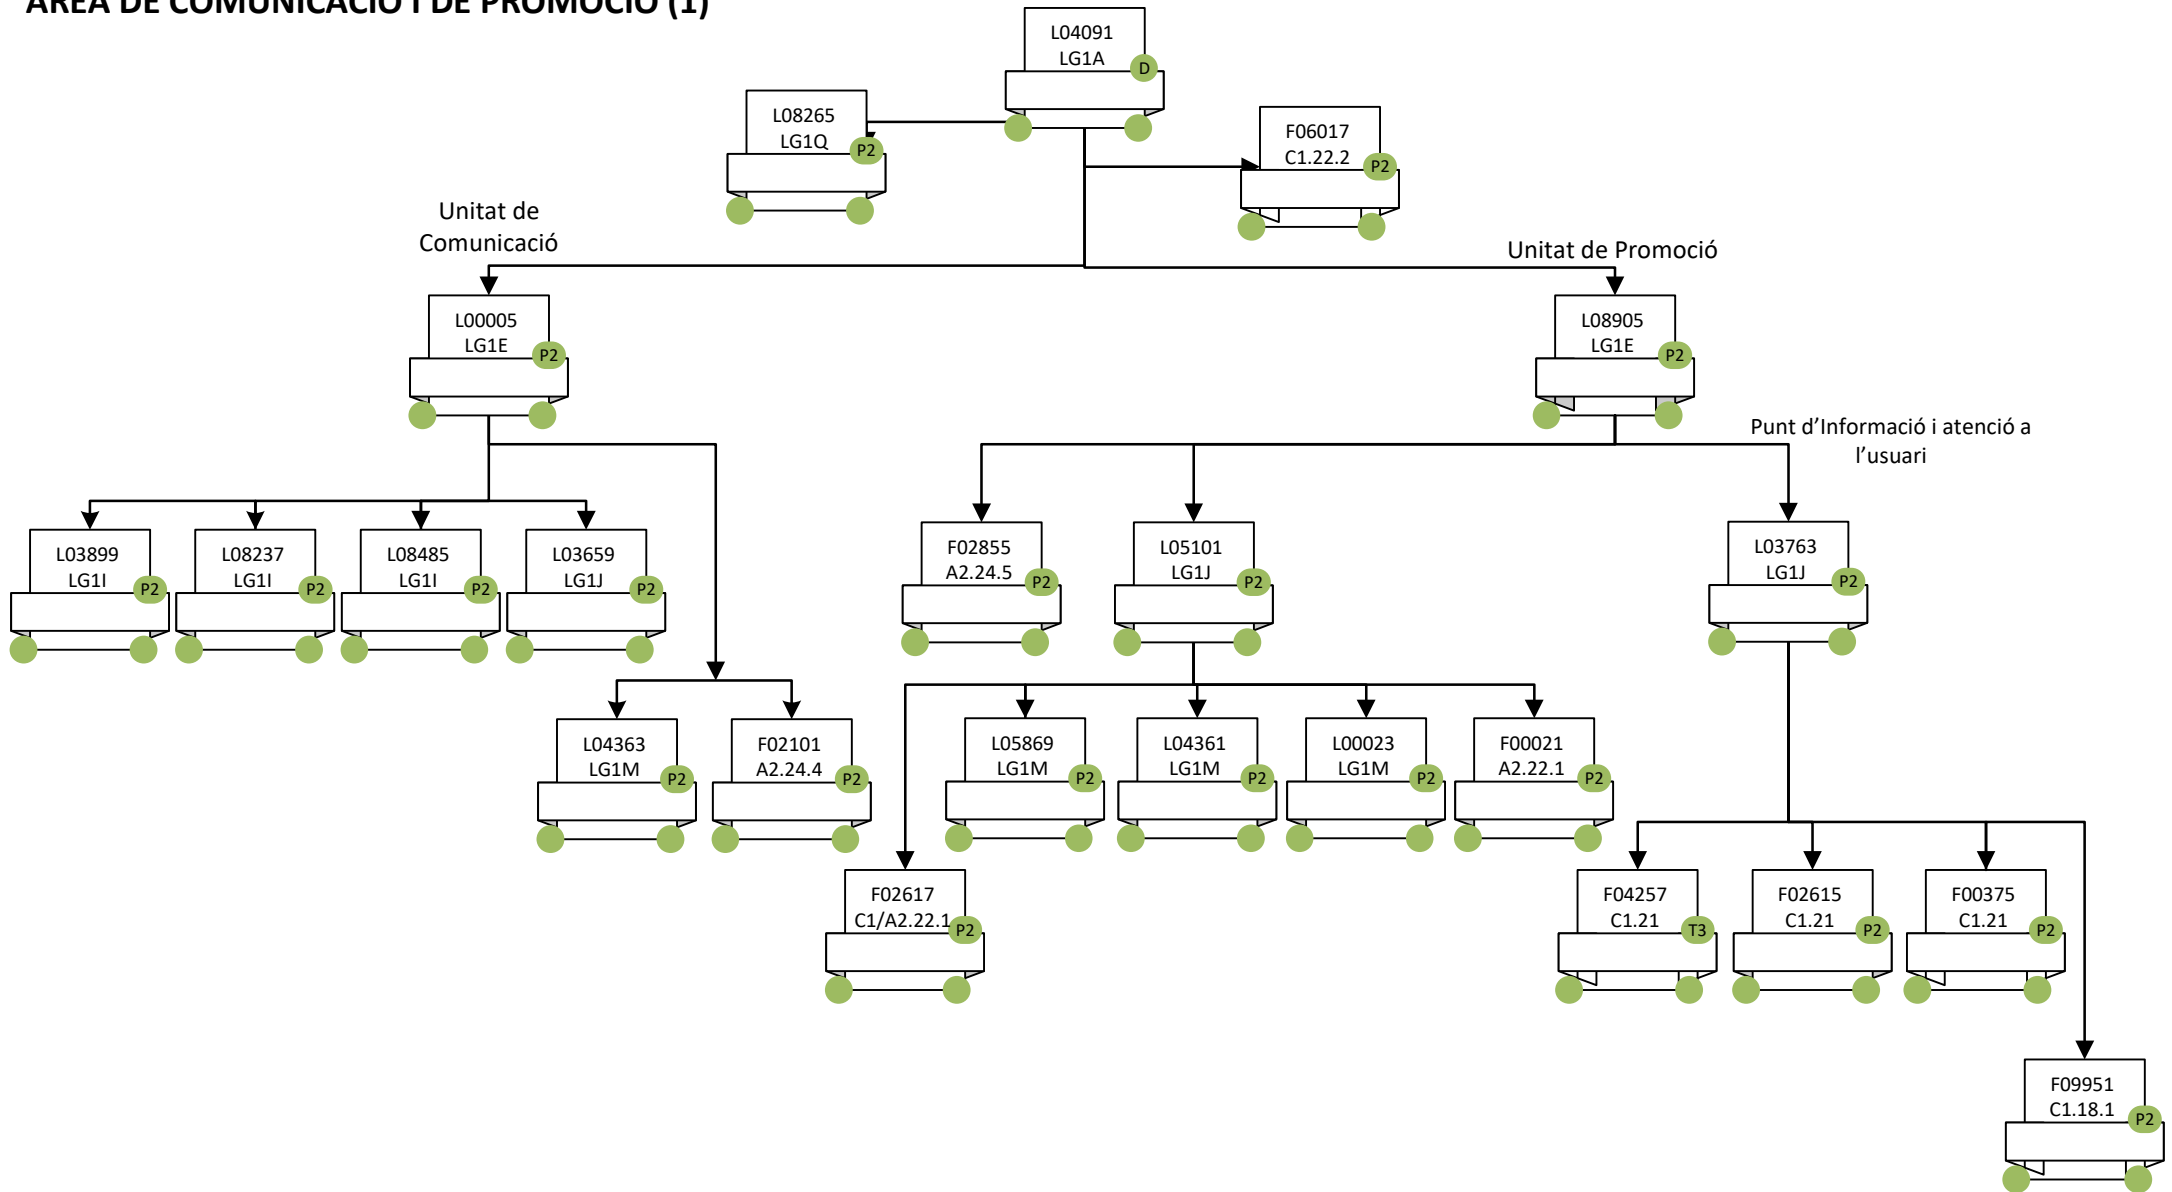 ÀREA DE COMUNICACIÓ I DE PROMOCIÓ (1)
L04091
LG1A
D
L08265
LG1Q
P2
F06017
C1.22.2
P2
Unitat de
Comunicació
Unitat de Promoció
L00005
LG1E
P2
L08905
LG1E
P2
Punt d’Informació i atenció a
l’usuari
L03899
LG1I
P2
L08237
LG1I
P2
L08485
LG1I
P2
L03659
LG1J
P2
F02855
A2.24.5
P2
L05101
LG1J
P2
L03763
LG1J
P2
L04363
LG1M
P2
F02101
A2.24.4
P2
L05869
LG1M
P2
L04361
LG1M
P2
L00023
LG1M
P2
F00021
A2.22.1
P2
F02617
C1/A2.22.1
P2
F04257
C1.21
T3
F02615
C1.21
P2
F00375
C1.21
P2
F09951
C1.18.1
P2